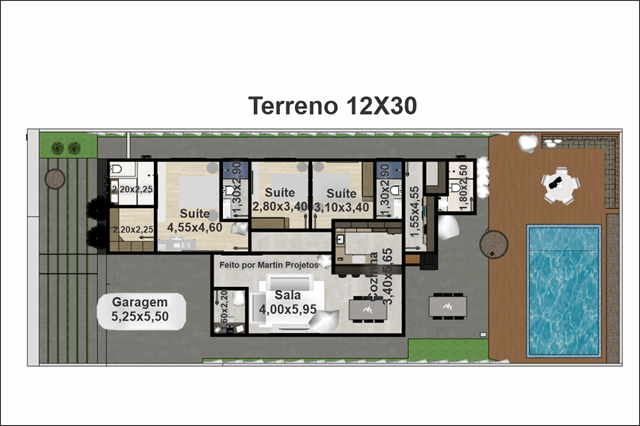 Terreno 12X30
2,20x2,25
2,20x2,25
Suíte
4,55x4,60
1,30x2,90
Suíte
2,80x3,40
Suíte
3,10x3,40
1,30x2,90
1,55x4,55
1,80x2,50
Feito por Martin Projetos
Garagem
5,25x5,50
60x2,20
Sala
4,00x5,95
Cozinha
3,40x5,65